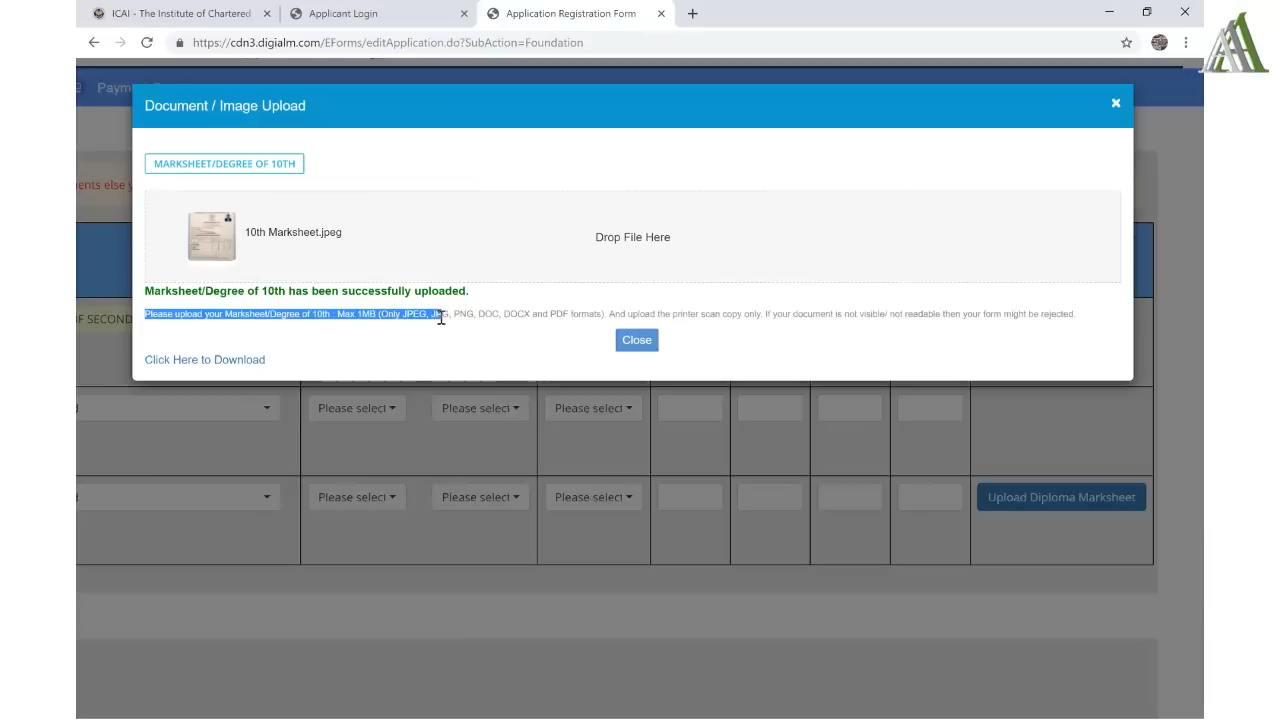 ICAI - The Institute of Chartered
Applicant Login
Application Registration Form
https://cdn3.digialm.com/EForms/editApplication.do?SubAction=Foundation
Document / Image Upload
MARKSHEET/DEGREE OF 10TH
10th Marksheet.jpeg
Drop File Here
Marksheet/Degree of 10th has been successfully uploaded.
Please upload your Marksheet/Degree of 10th : Max 1MB (Only JPEG, JPG, PNG, DOC, DOCX and PDF formats). And upload the printer scan copy only. If your document is not visible/ not readable then your form might be rejected.
Close
Click Here to Download
OF SECOND
Please select Please select Please select
Please select Please select Please select
Upload Diploma Marksheet